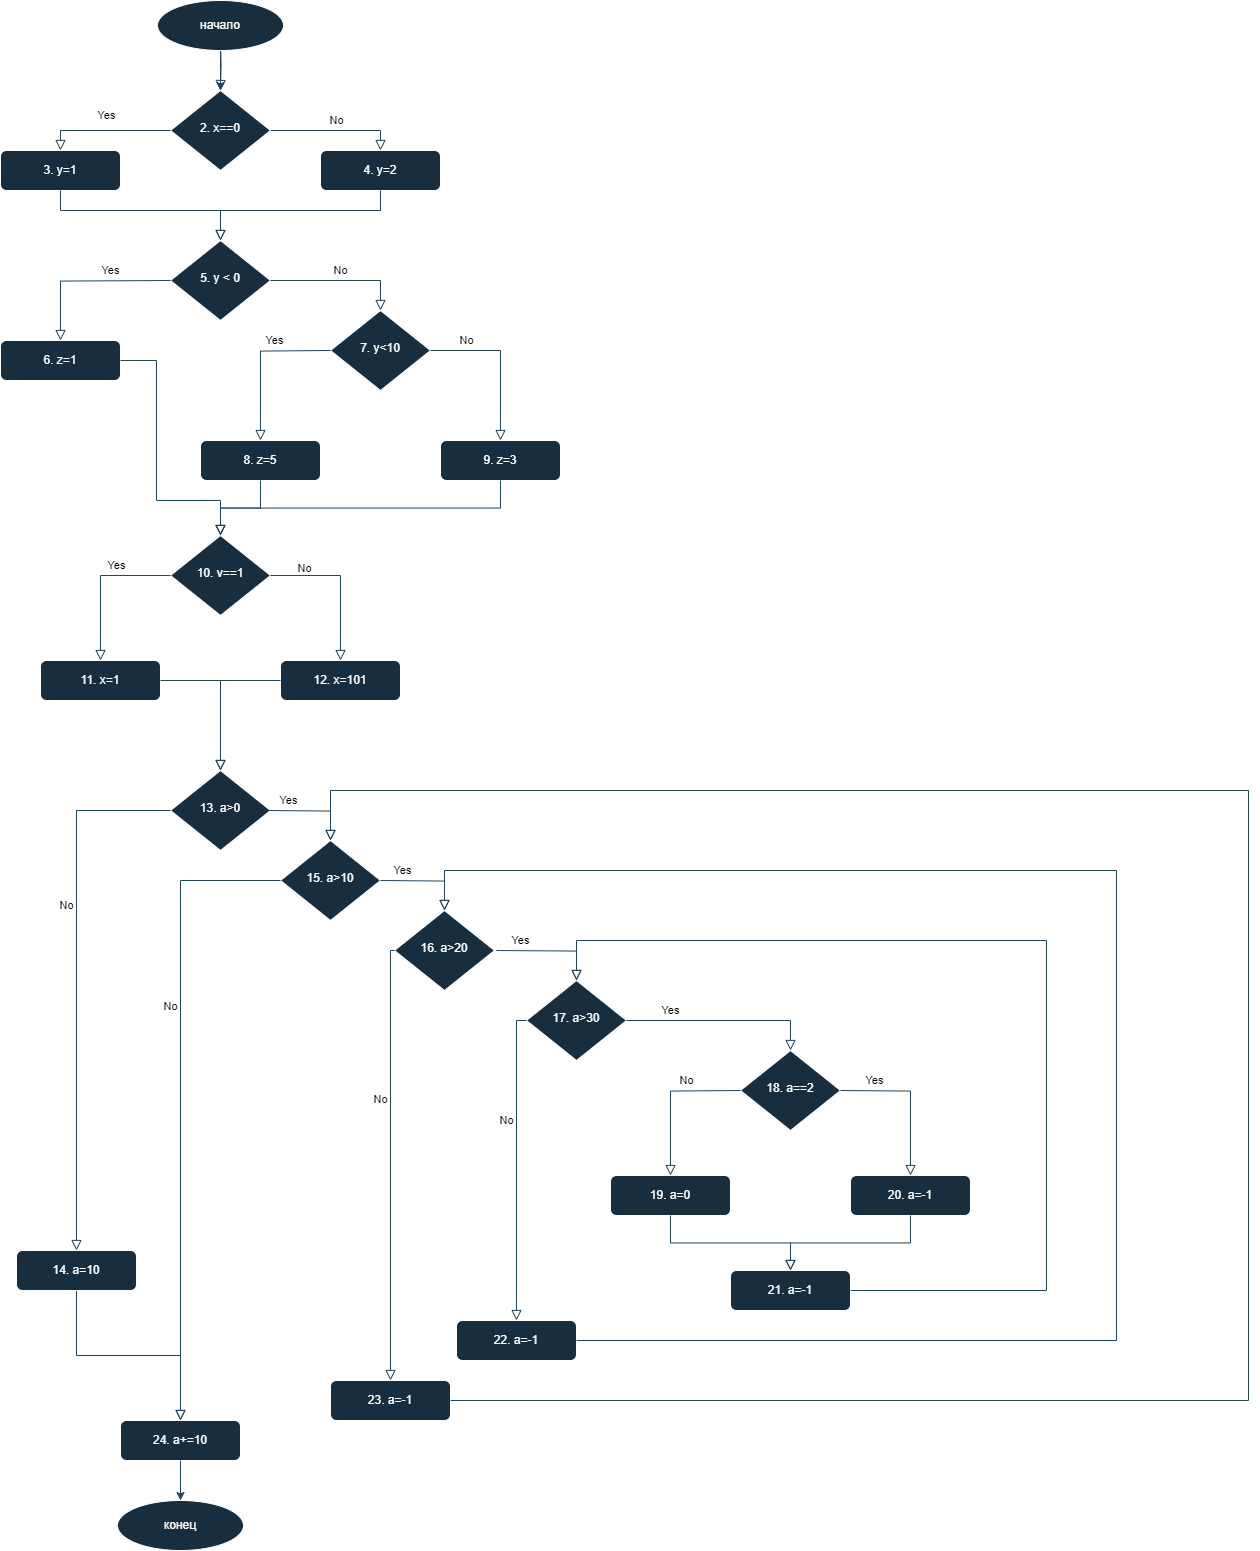 начало
2. x==0
Yes
No
3. y=1
4. y=2
5. y < 0
Yes
No
6. z=1
7. y<10
Yes
No
8. z=5
9. z=3
10. v==1
Yes
No
11. x=1
12. x=101
13. a>0
Yes
No
15. a>10
Yes
No
16. a>20
Yes
No
17. a>30
Yes
No
18. a==2
No
Yes
19. a=0
20. a=-1
21. a=-1
14. a=10
22. a=-1
23. a=-1
24. a+=10
конец